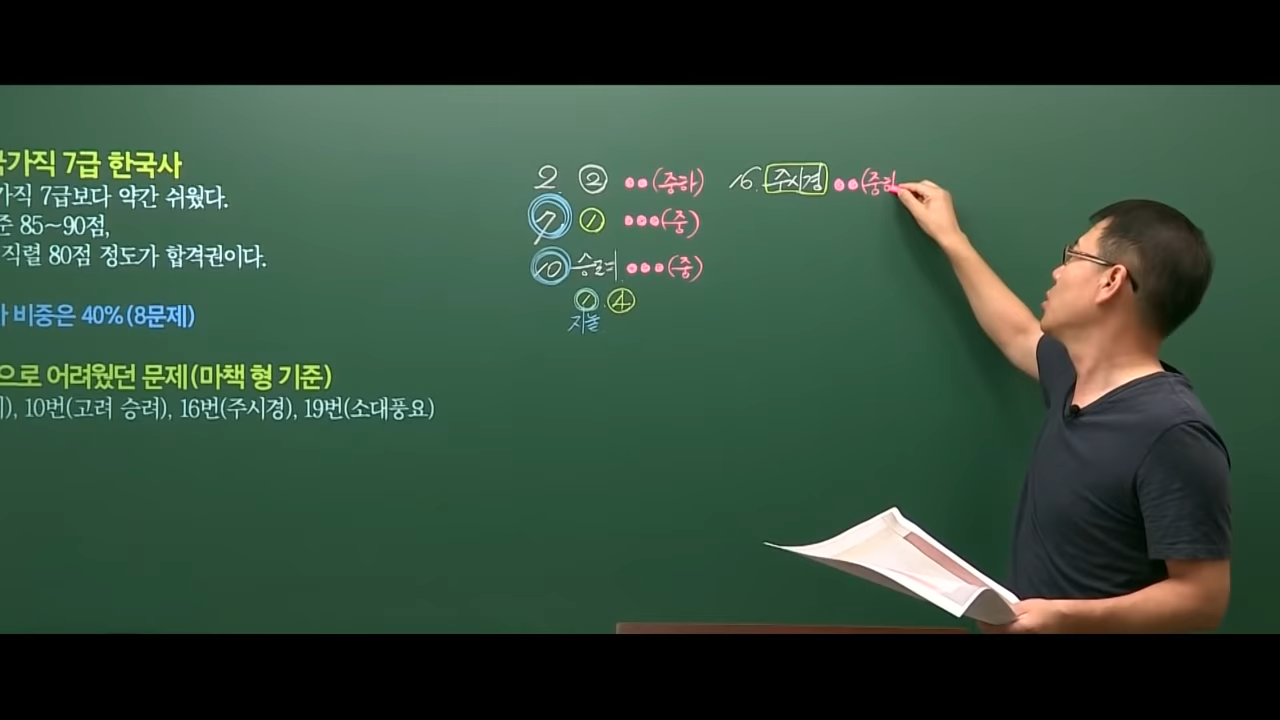 가직 7급 한국사
가직 7급보다 약간 쉬웠다.
준 85~90점,
직렬 80점 정도가 합격권이다.
비중은 40%(8문제)
으로 어려웠던 문제(마책 형 기준)
), 10번(고려 승려), 16번(주시경), 19번(소대풍요)
2. ② ●●(중하)
7. ① ●●●(중)
10. 승려 ●●●(중)
① ④
지눌
16. 주시경 ●●(중하